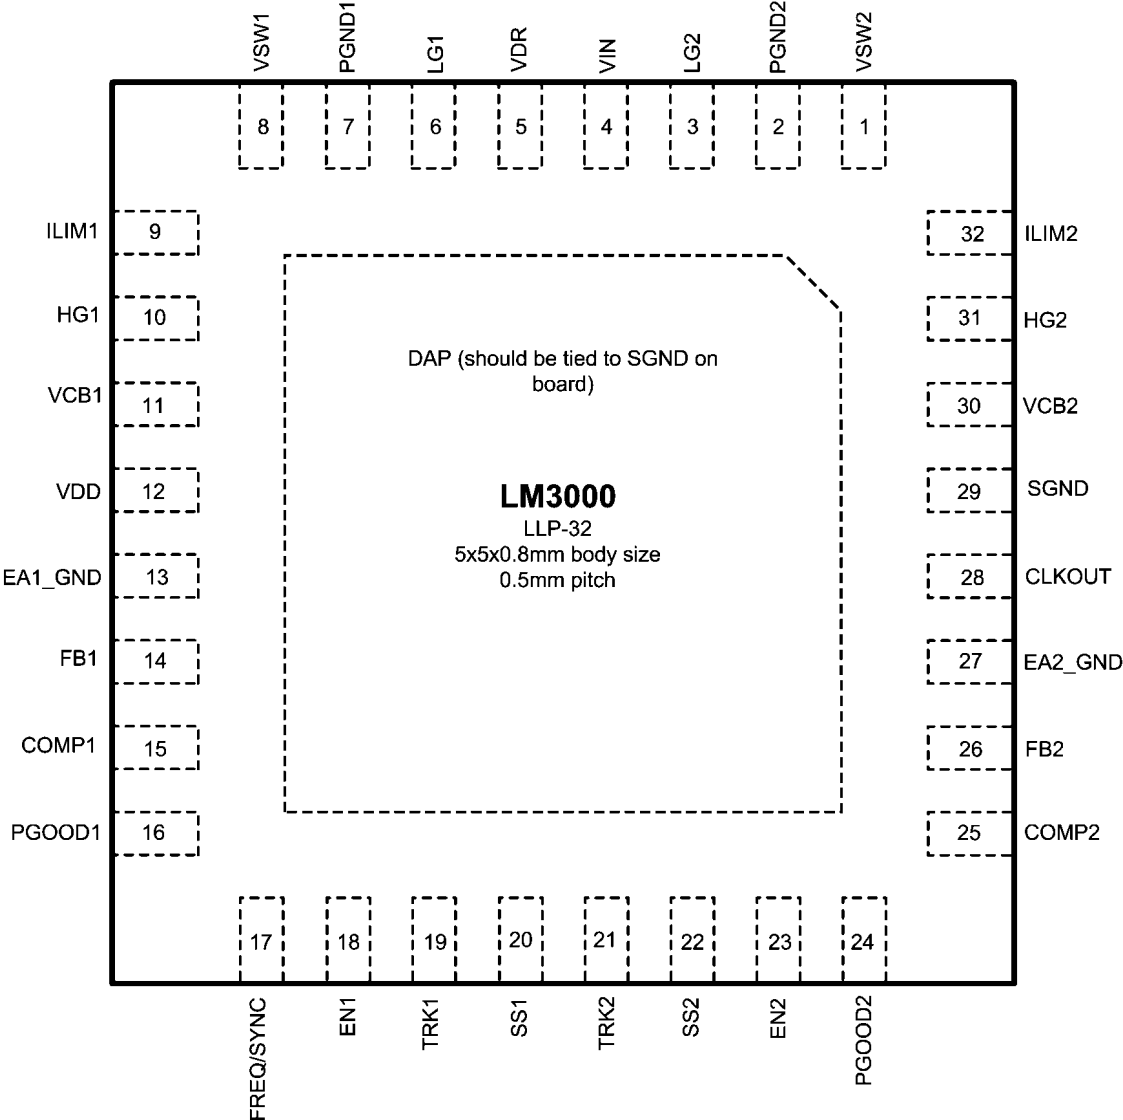 VSW1
PGND1
LG1
VDR
VIN
LG2
PGND2
VSW2
8
7
6
5
4
3
2
1
ILIM1
9
32
ILIM2
HG1
10
31
HG2
VCB1
11
30
VCB2
VDD
12
29
SGND
EA1_GND
13
28
CLKOUT
FB1
14
27
EA2_GND
COMP1
15
26
FB2
PGOOD1
16
25
COMP2
DAP (should be tied to SGND on
board)
LM3000
LLP-32
5x5x0.8mm body size
0.5mm pitch
17
18
19
20
21
22
23
24
FREQ/SYNC
EN1
TRK1
SS1
TRK2
SS2
EN2
PGOOD2